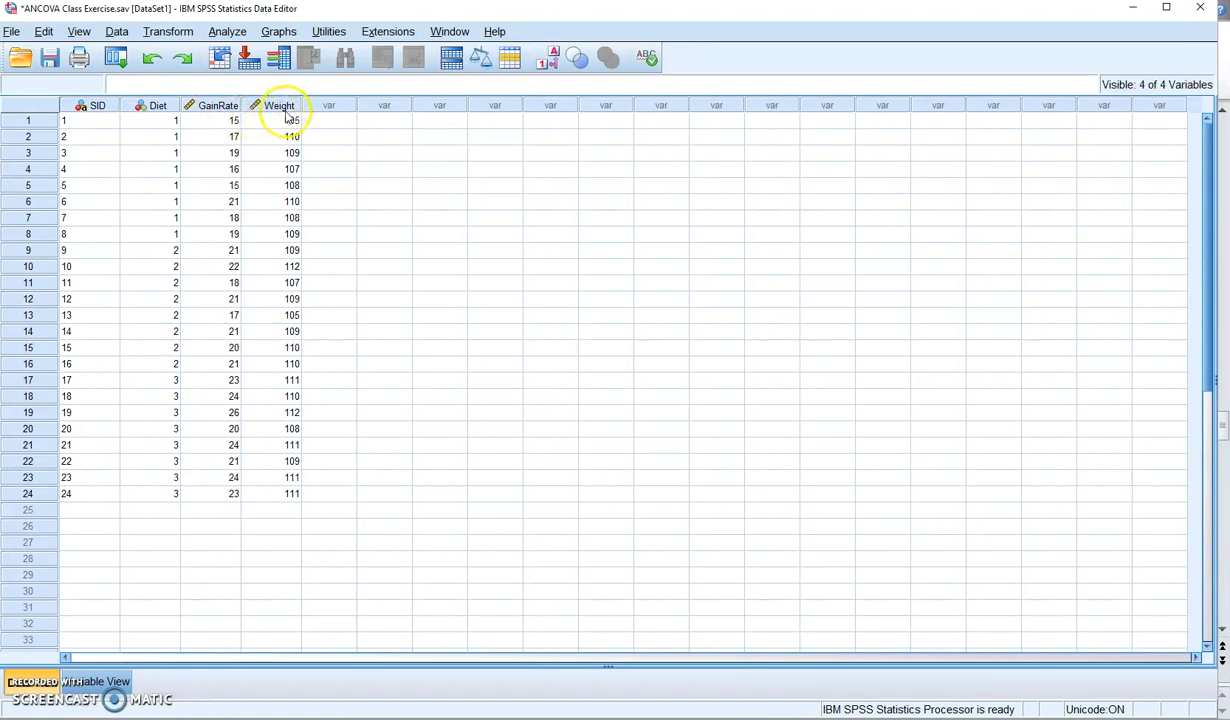 *ANCOVA Class Exercise.sav [DataSet1] - IBM SPSS Statistics Data Editor
File Edit View Data Transform Analyze Graphs Utilities Extensions Window Help
Visible: 4 of 4 Variables
SID Diet GainRate Weight var var var var var var var var var var var var var var var var
1 1 1 15
2 2 1 17 110
3 3 1 19 109
4 4 1 16 107
5 5 1 15 108
6 6 1 21 110
7 7 1 18 108
8 8 1 19 109
9 9 2 21 109
10 10 2 22 112
11 11 2 18 107
12 12 2 21 109
13 13 2 17 105
14 14 2 21 109
15 15 2 20 110
16 16 2 21 110
17 17 3 23 111
18 18 3 24 110
19 19 3 26 112
20 20 3 20 108
21 21 3 24 111
22 22 3 21 109
23 23 3 24 111
24 24 3 23 111
25
26
27
28
29
30
31
32
33
RECORDED WITH
SCREENCAST MATIC
Variable View
IBM SPSS Statistics Processor is ready Unicode:ON